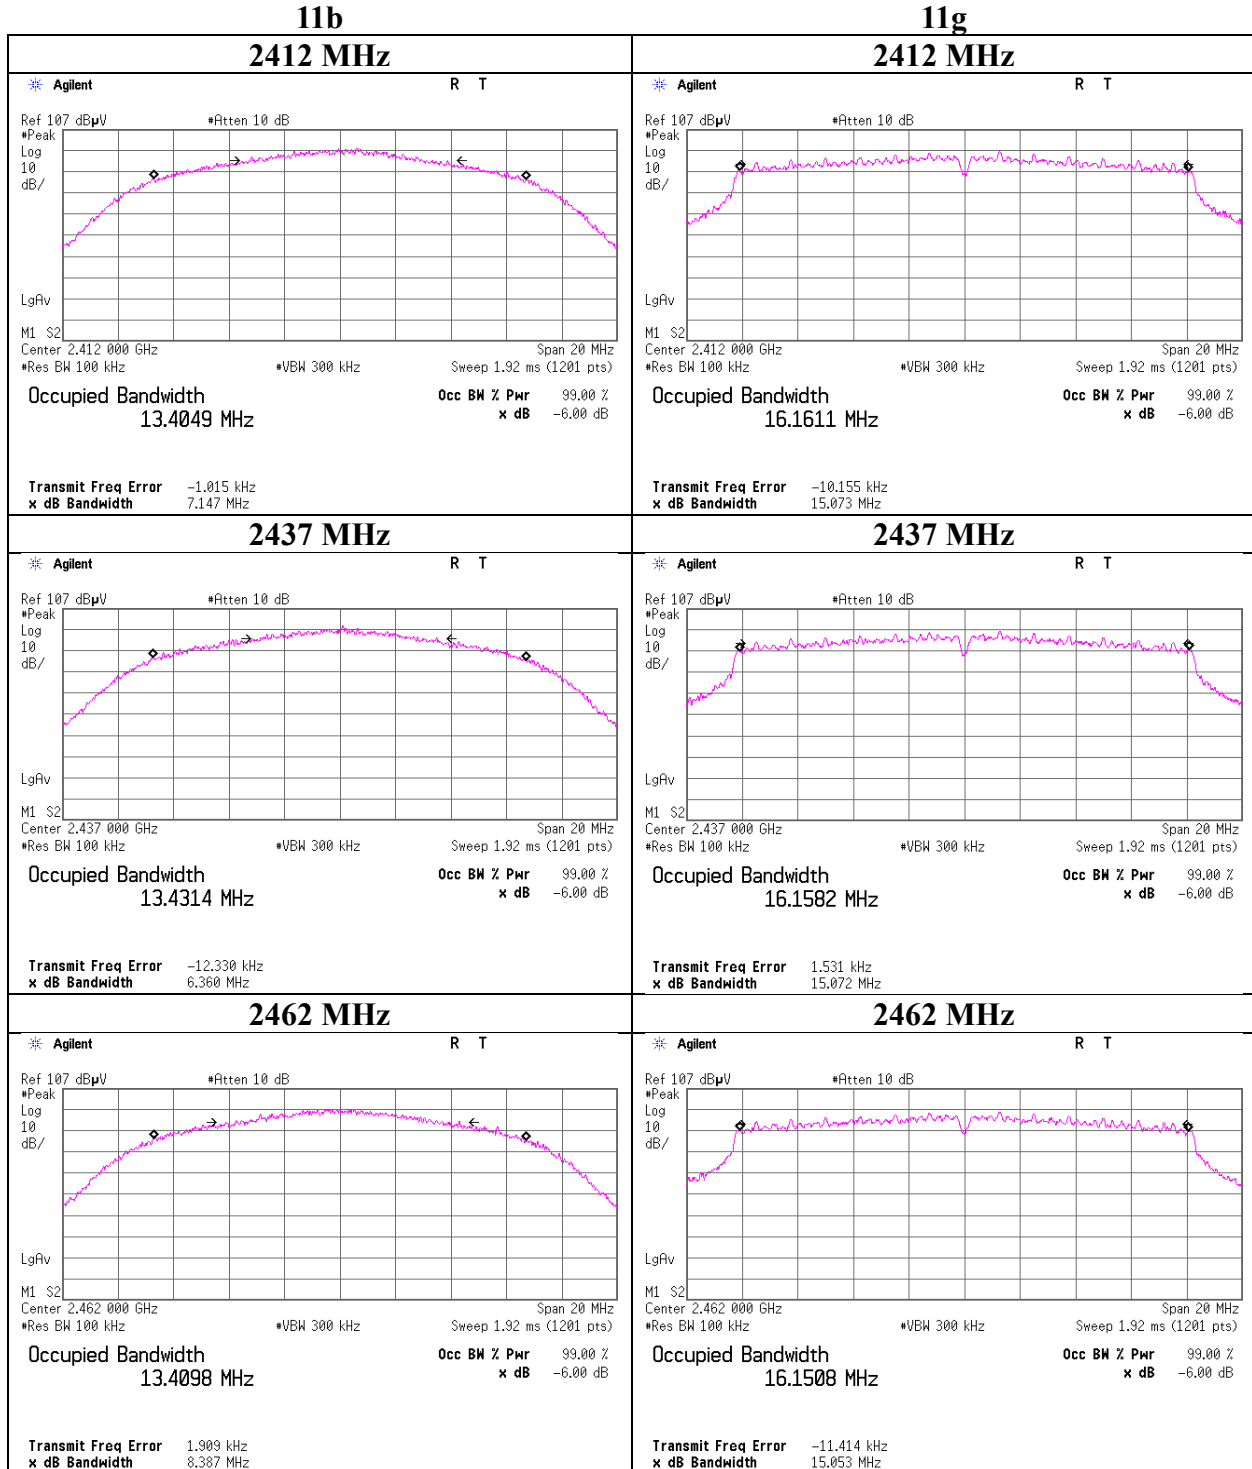 11b 11g
2412 MHz 2412 MHz
Agilent R T
Ref 107 dBµV #Atten 10 dB
#Peak
Log
10
dB/
LgAv
M1 S2
Center 2.412 000 GHz Span 20 MHz
#Res BW 100 kHz #VBW 300 kHz Sweep 1.92 ms (1201 pts)
Occupied Bandwidth Occ BW % Pwr 99.00 %
13.4049 MHz x dB -6.00 dB
Transmit Freq Error -1.015 kHz
x dB Bandwidth 7.147 MHz
Agilent R T
Ref 107 dBµV #Atten 10 dB
#Peak
Log
10
dB/
LgAv
M1 S2
Center 2.412 000 GHz Span 20 MHz
#Res BW 100 kHz #VBW 300 kHz Sweep 1.92 ms (1201 pts)
Occupied Bandwidth Occ BW % Pwr 99.00 %
16.1611 MHz x dB -6.00 dB
Transmit Freq Error -10.155 kHz
x dB Bandwidth 15.073 MHz
2437 MHz 2437 MHz
Agilent R T
Ref 107 dBµV #Atten 10 dB
#Peak
Log
10
dB/
LgAv
M1 S2
Center 2.437 000 GHz Span 20 MHz
#Res BW 100 kHz #VBW 300 kHz Sweep 1.92 ms (1201 pts)
Occupied Bandwidth Occ BW % Pwr 99.00 %
13.4314 MHz x dB -6.00 dB
Transmit Freq Error -12.330 kHz
x dB Bandwidth 6.360 MHz
Agilent R T
Ref 107 dBµV #Atten 10 dB
#Peak
Log
10
dB/
LgAv
M1 S2
Center 2.437 000 GHz Span 20 MHz
#Res BW 100 kHz #VBW 300 kHz Sweep 1.92 ms (1201 pts)
Occupied Bandwidth Occ BW % Pwr 99.00 %
16.1582 MHz x dB -6.00 dB
Transmit Freq Error 1.531 kHz
x dB Bandwidth 15.072 MHz
2462 MHz 2462 MHz
Agilent R T
Ref 107 dBµV #Atten 10 dB
#Peak
Log
10
dB/
LgAv
M1 S2
Center 2.462 000 GHz Span 20 MHz
#Res BW 100 kHz #VBW 300 kHz Sweep 1.92 ms (1201 pts)
Occupied Bandwidth Occ BW % Pwr 99.00 %
13.4098 MHz x dB -6.00 dB
Transmit Freq Error 1.909 kHz
x dB Bandwidth 8.387 MHz
Agilent R T
Ref 107 dBµV #Atten 10 dB
#Peak
Log
10
dB/
LgAv
M1 S2
Center 2.462 000 GHz Span 20 MHz
#Res BW 100 kHz #VBW 300 kHz Sweep 1.92 ms (1201 pts)
Occupied Bandwidth Occ BW % Pwr 99.00 %
16.1508 MHz x dB -6.00 dB
Transmit Freq Error -11.414 kHz
x dB Bandwidth 15.053 MHz